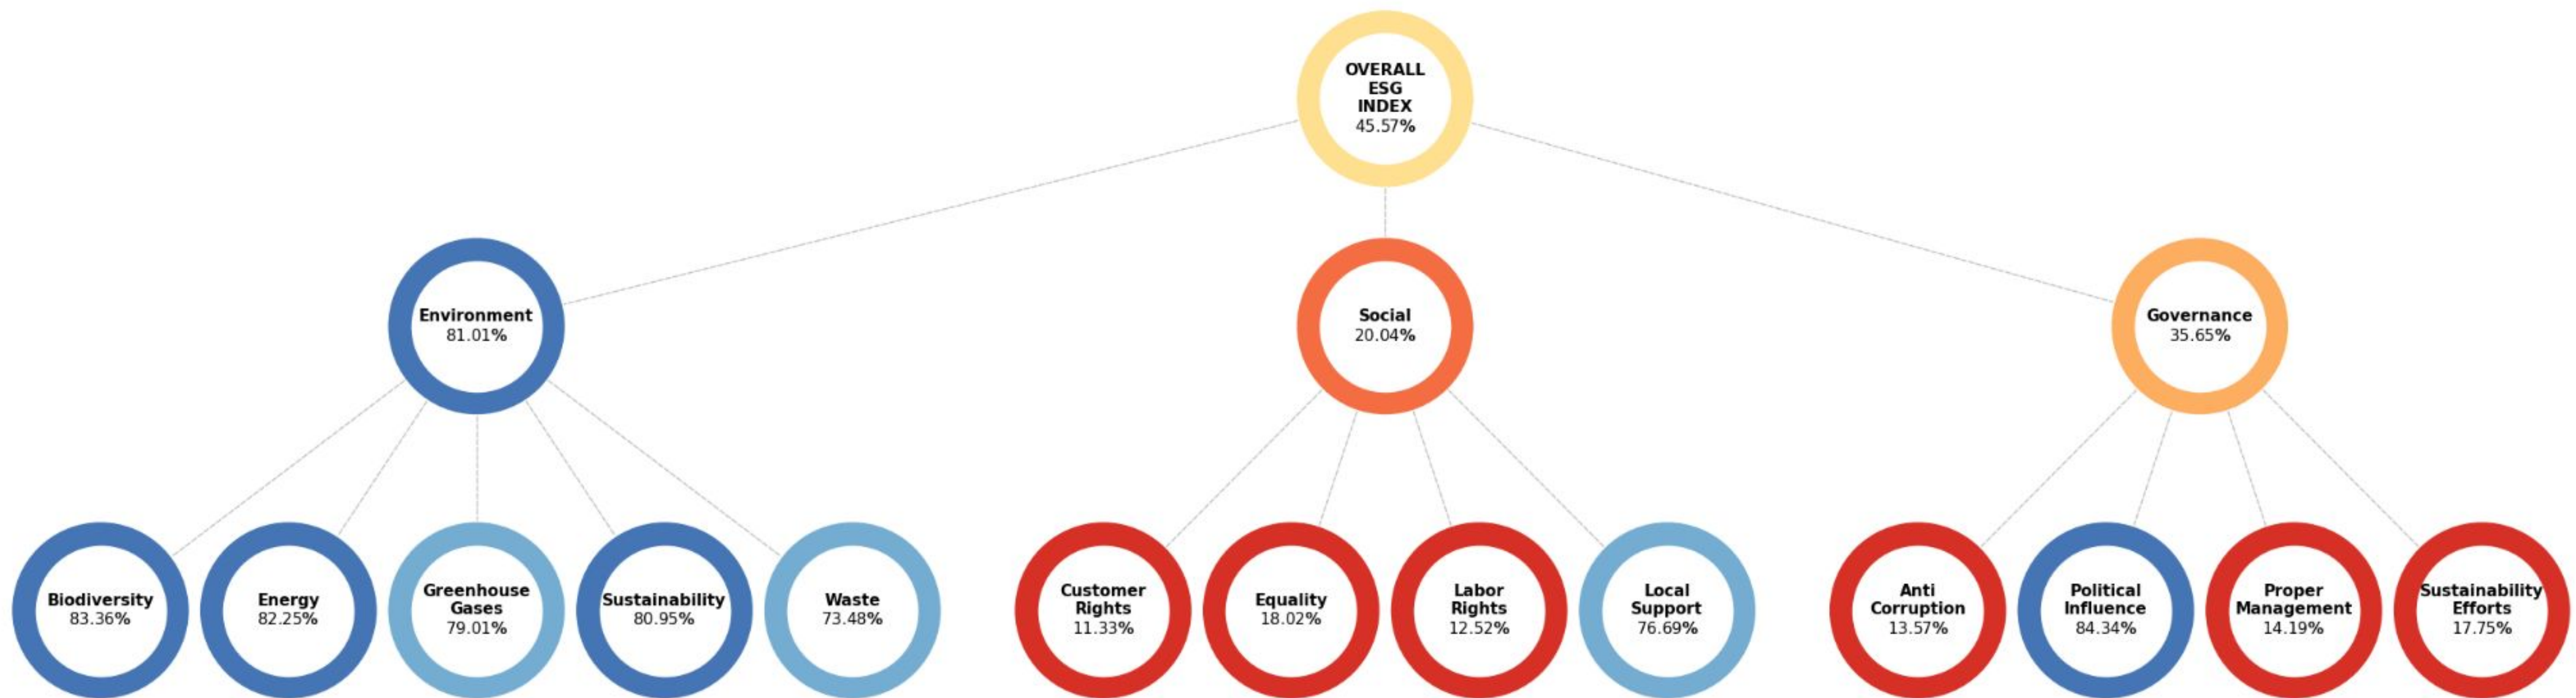 OVERALL
ESG
INDEX
45.57%
Environment
81.01%
Social
20.04%
Governance
35.65%
Biodiversity
83.36%
Energy
82.25%
Greenhouse
Gases
79.01%
Sustainability
80.95%
Waste
73.48%
Customer
Rights
11.33%
Equality
18.02%
Labor
Rights
12.52%
Local
Support
76.69%
Anti
Corruption
13.57%
Political
Influence
84.34%
Proper
Management
14.19%
Sustainability
Efforts
17.75%